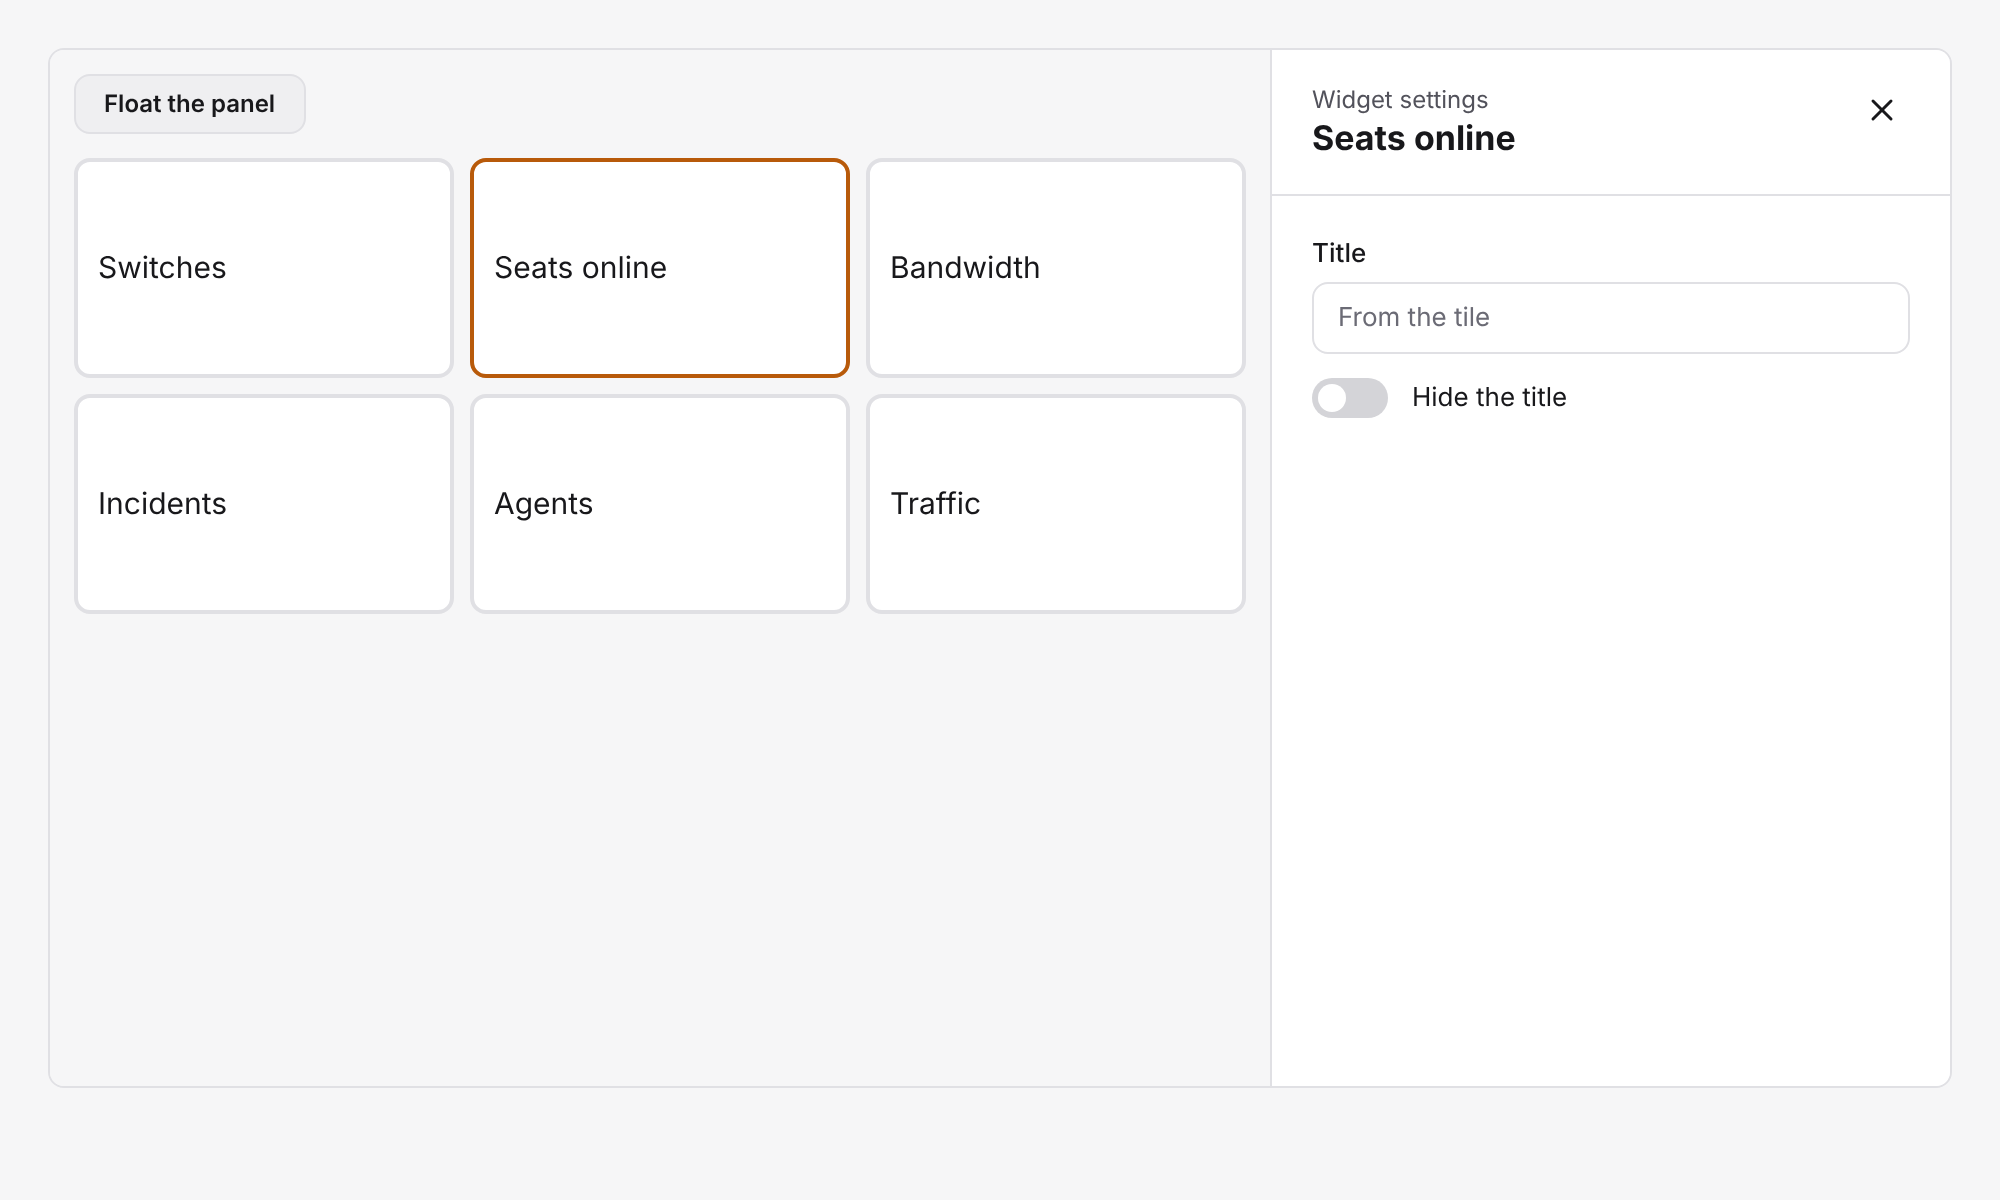 Float the panel
Switches
Seats online
Bandwidth
Incidents
Agents
Traffic
Widget settings
Seats online
Title
From the tile
Hide the title